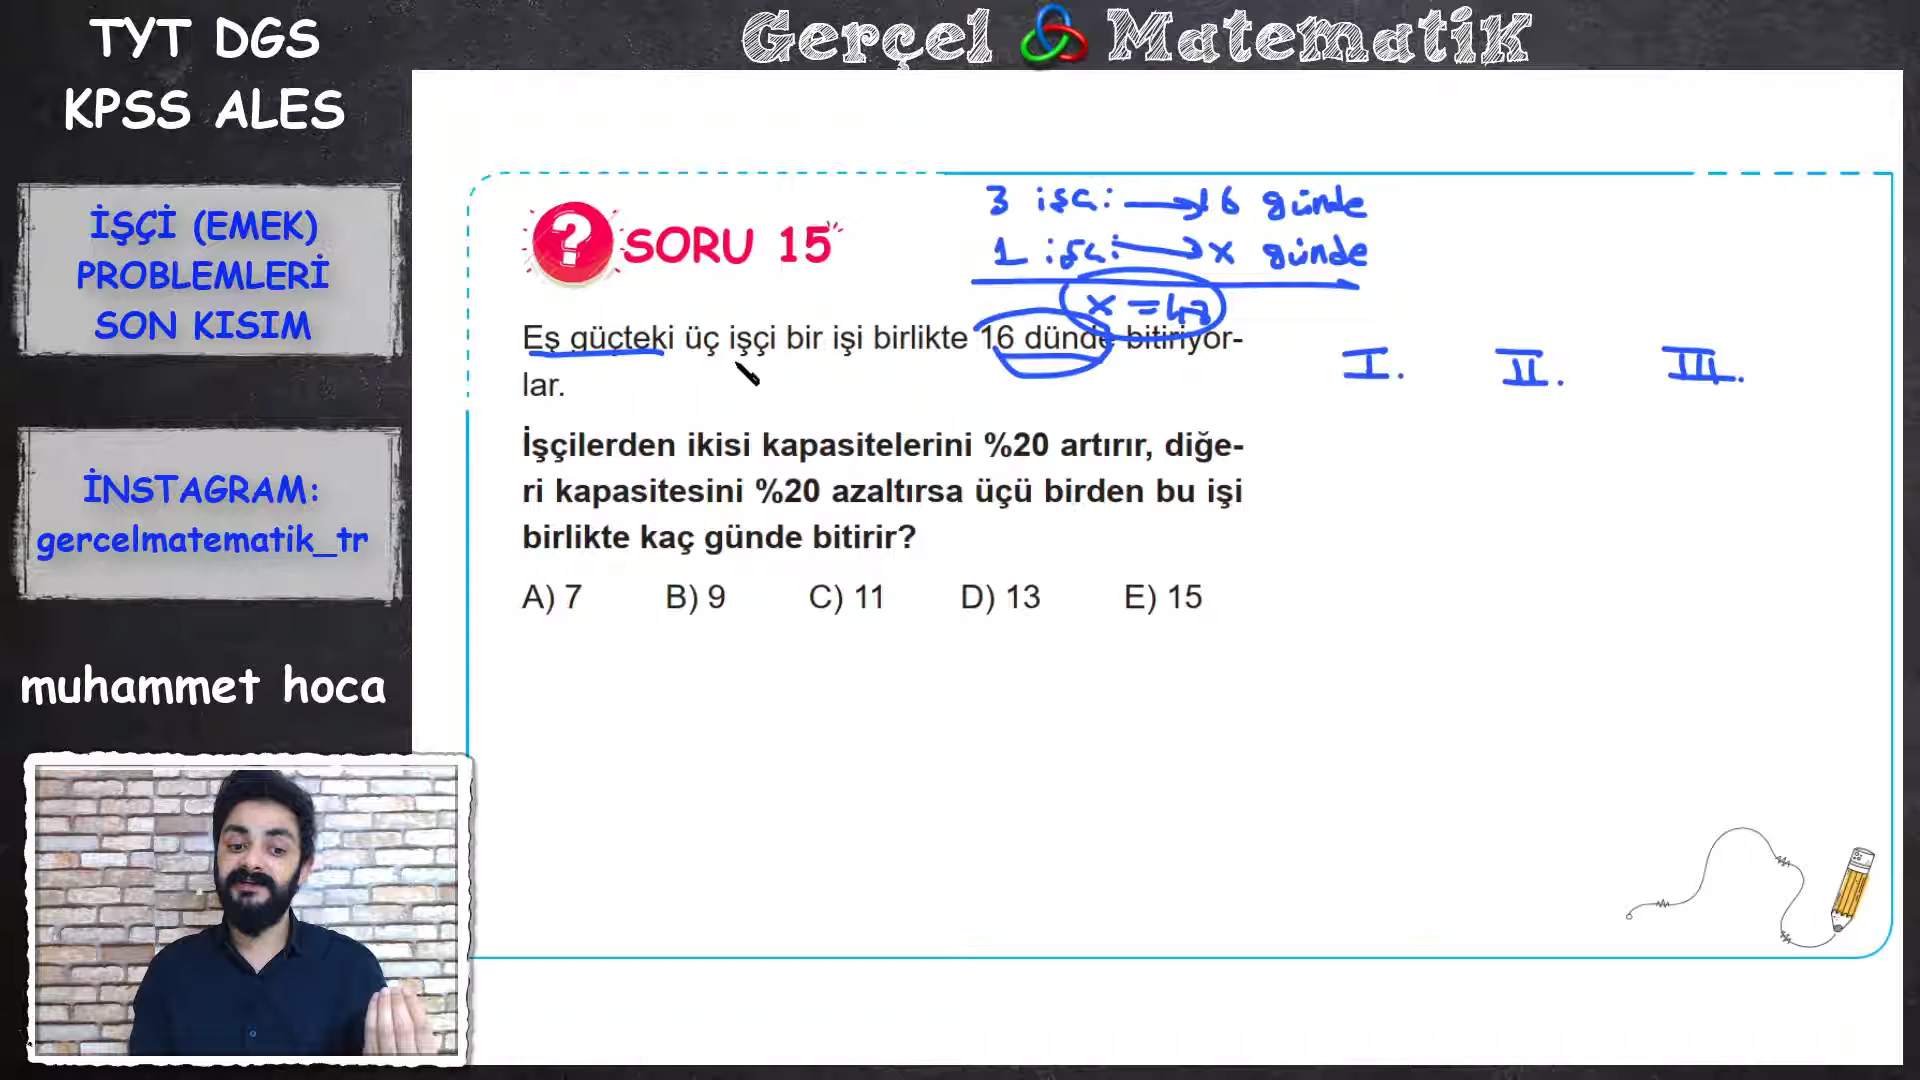 TYT DGS
KPSS ALES
Gerçel Matematik
İŞÇİ (EMEK)
PROBLEMLERİ
SON KISIM
İNSTAGRAM:
gercelmatematik_tr
muhammet hoca
? SORU 15
3 işçi → 16 günde
1 işçi → x günde
x = 48
Eş güçteki üç işçi bir işi birlikte 16 dünde bitiriyor-
lar.
I. II. III.
İşçilerden ikisi kapasitelerini %20 artırır, diğe-
ri kapasitesini %20 azaltırsa üçü birden bu işi
birlikte kaç günde bitirir?
A) 7 B) 9 C) 11 D) 13 E) 15